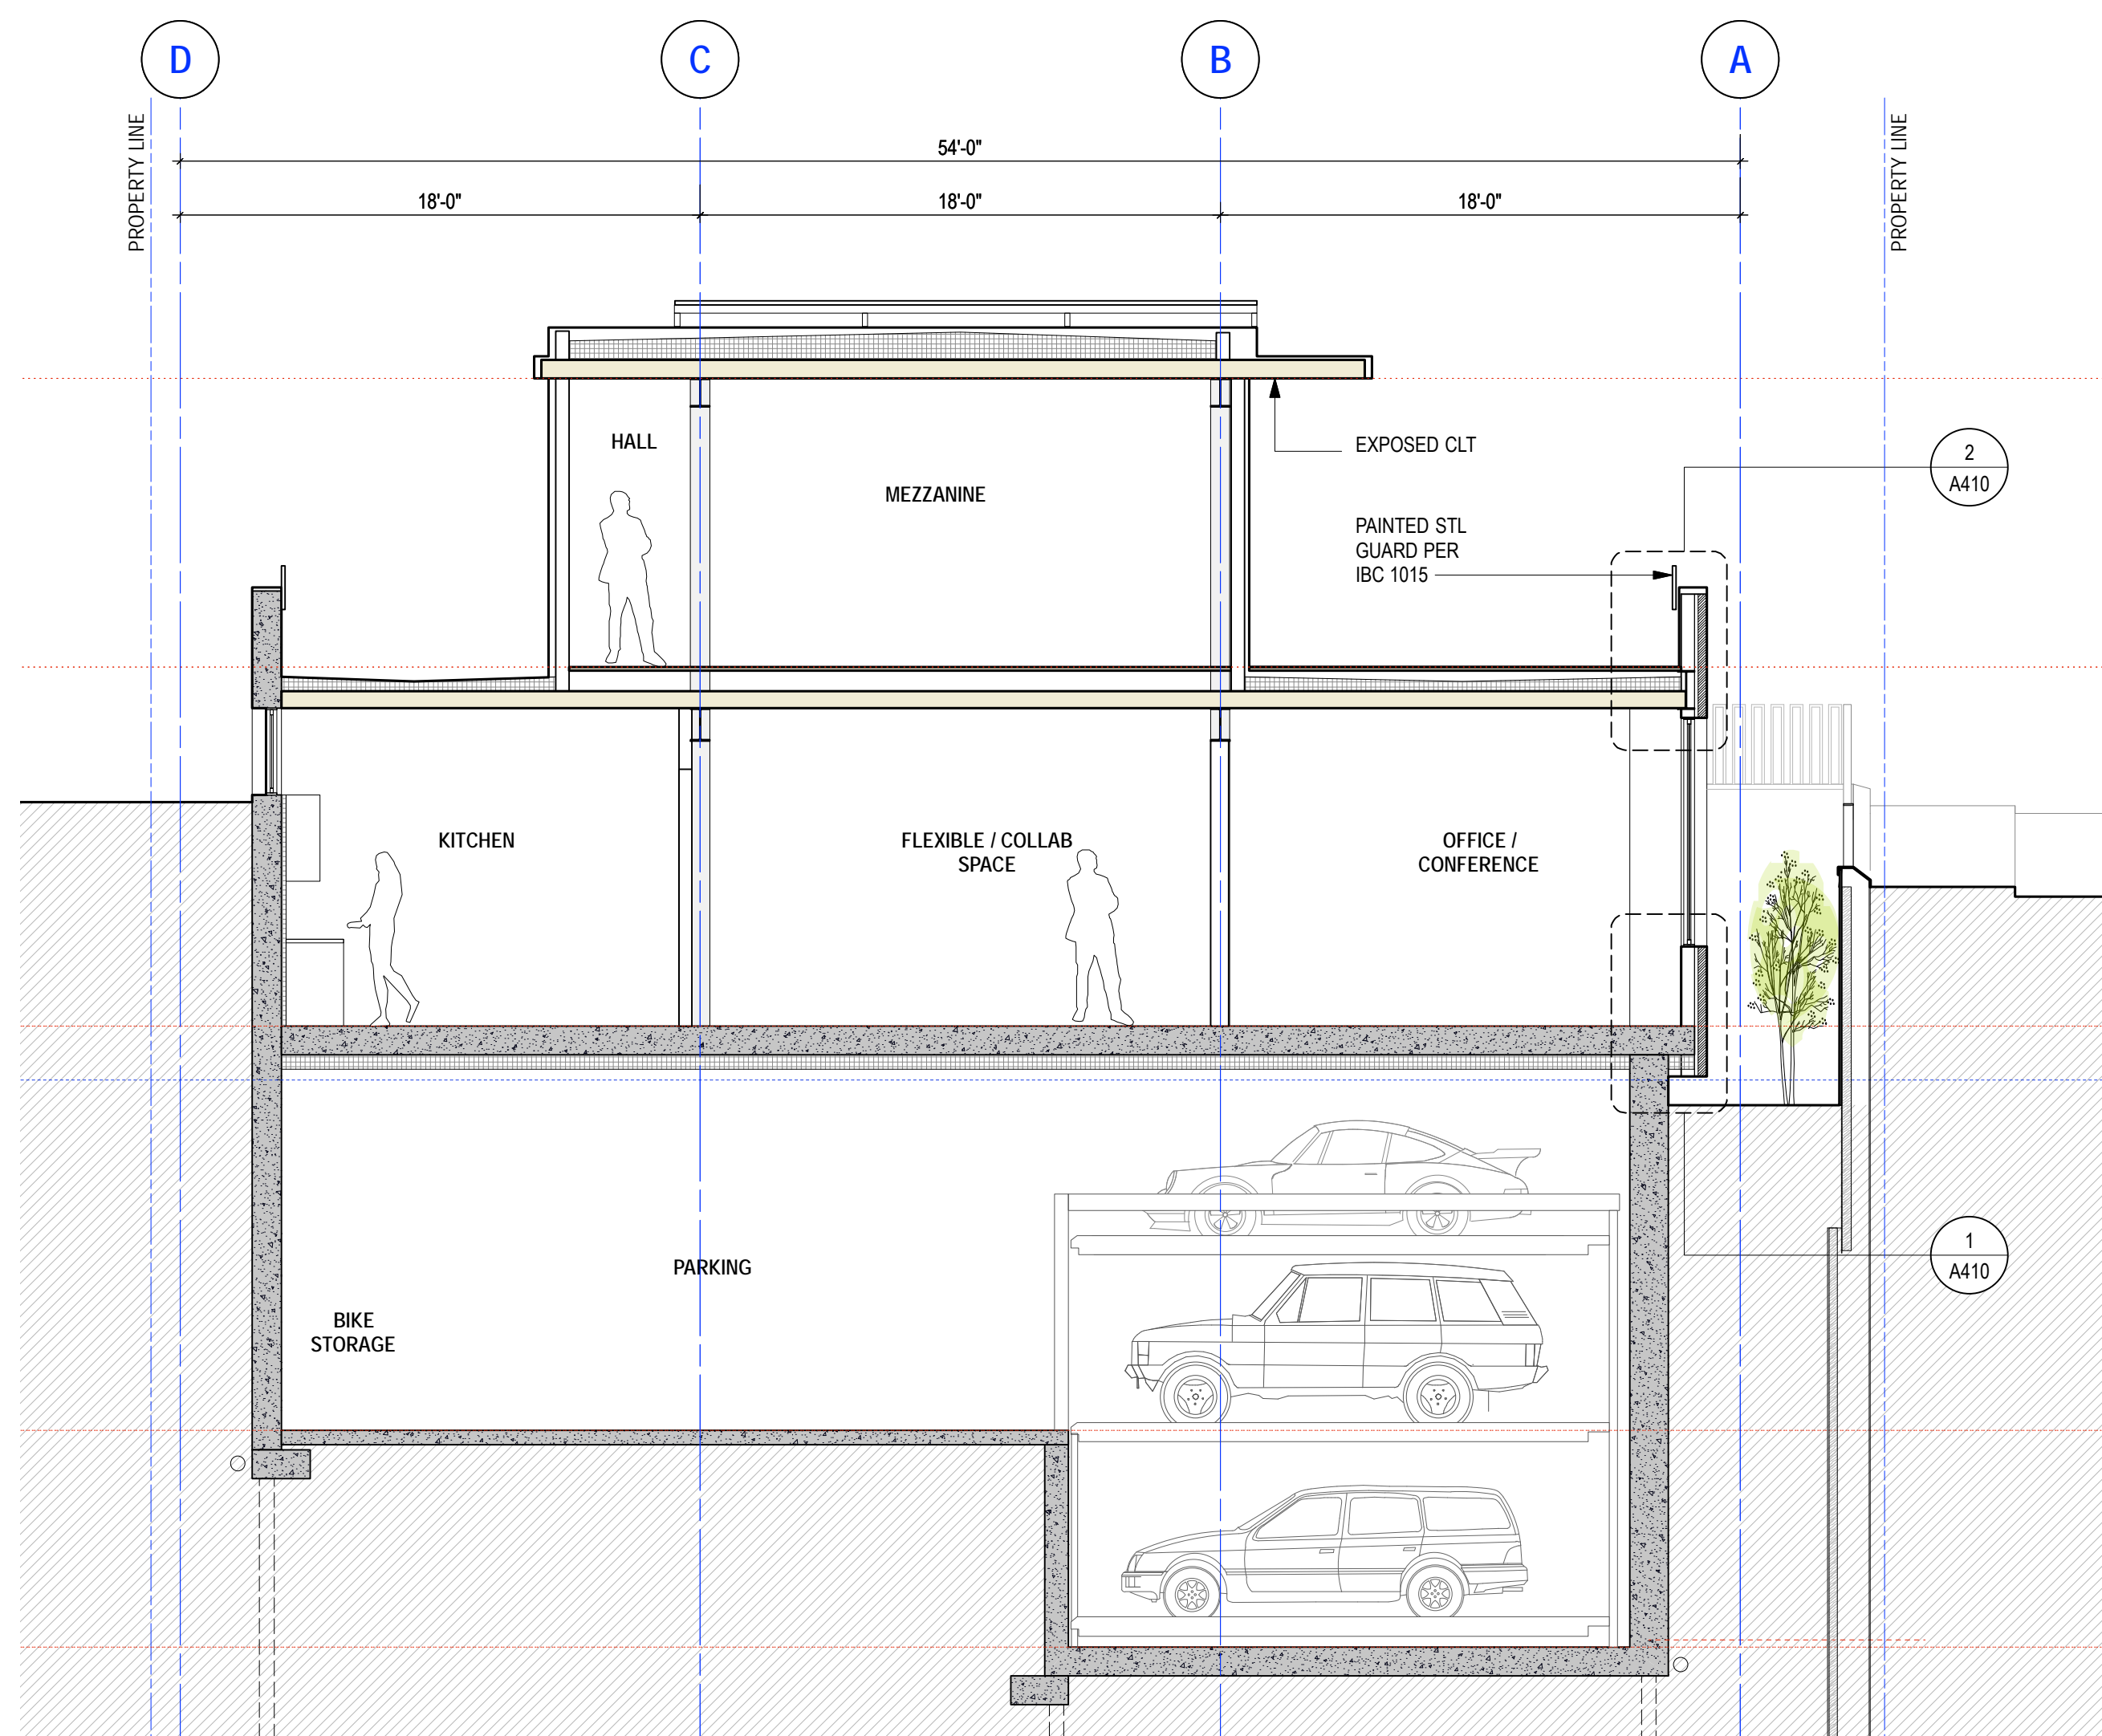 D
C
B
A
PROPERTY LINE
PROPERTY LINE
54'-0"
18'-0"
18'-0"
18'-0"
HALL
MEZZANINE
EXPOSED CLT
2
A410
PAINTED STL
GUARD PER
IBC 1015
KITCHEN
FLEXIBLE / COLLAB
SPACE
OFFICE /
CONFERENCE
PARKING
BIKE
STORAGE
1
A410